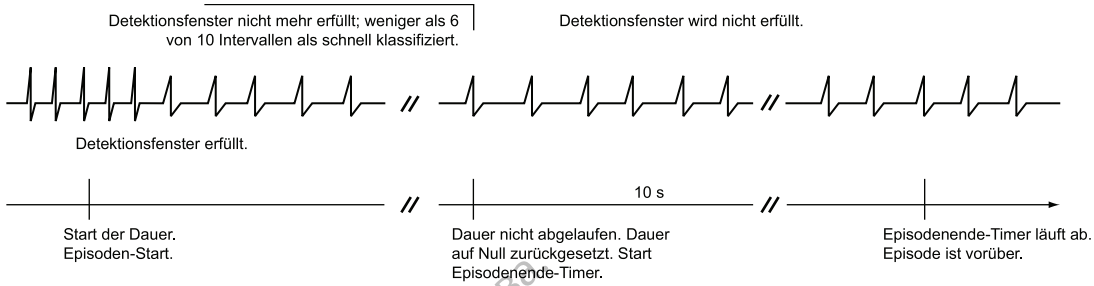 Detektionsfenster nicht mehr erfüllt; weniger als 6
von 10 Intervallen als schnell klassifiziert.
Detektionsfenster wird nicht erfüllt.
Detektionsfenster erfüllt.
10 s
Start der Dauer.
Episoden-Start.
Dauer nicht abgelaufen. Dauer
auf Null zurückgesetzt. Start
Episodenende-Timer.
Episodenende-Timer läuft ab.
Episode ist vorüber.